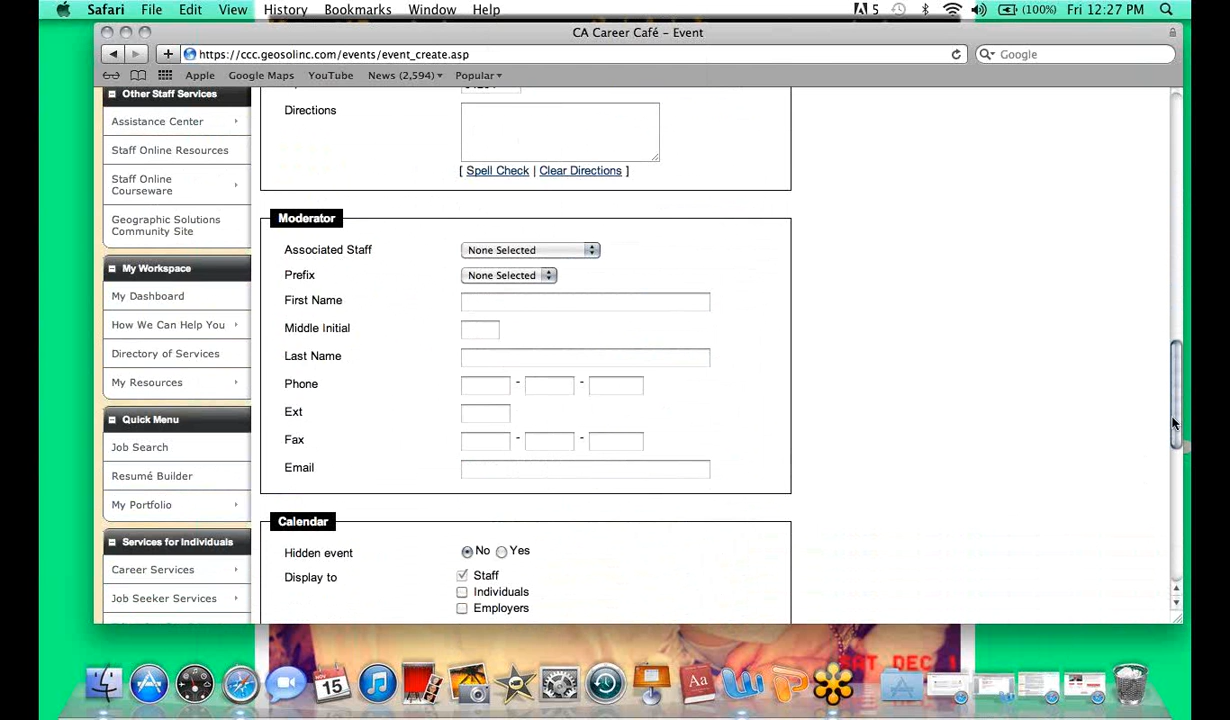 Safari File Edit View History Bookmarks Window Help 5 (100%) Fri 12:27 PM
CA Career Café – Event
https://ccc.geosolinc.com/events/event_create.asp
Google
Apple Google Maps YouTube News (2,594) Popular
Other Staff Services
Assistance Center
Staff Online Resources
Staff Online
Courseware
Geographic Solutions
Community Site
My Workspace
My Dashboard
How We Can Help You
Directory of Services
My Resources
Quick Menu
Job Search
Resumé Builder
My Portfolio
Services for Individuals
Career Services
Job Seeker Services
Directions
[ Spell Check | Clear Directions ]
Moderator
Associated Staff None Selected
Prefix None Selected
First Name
Middle Initial
Last Name
Phone - -
Ext
Fax - -
Email
Calendar
Hidden event No Yes
Display to Staff
Individuals
Employers
SAT DEC 1
NOV
15
Aa